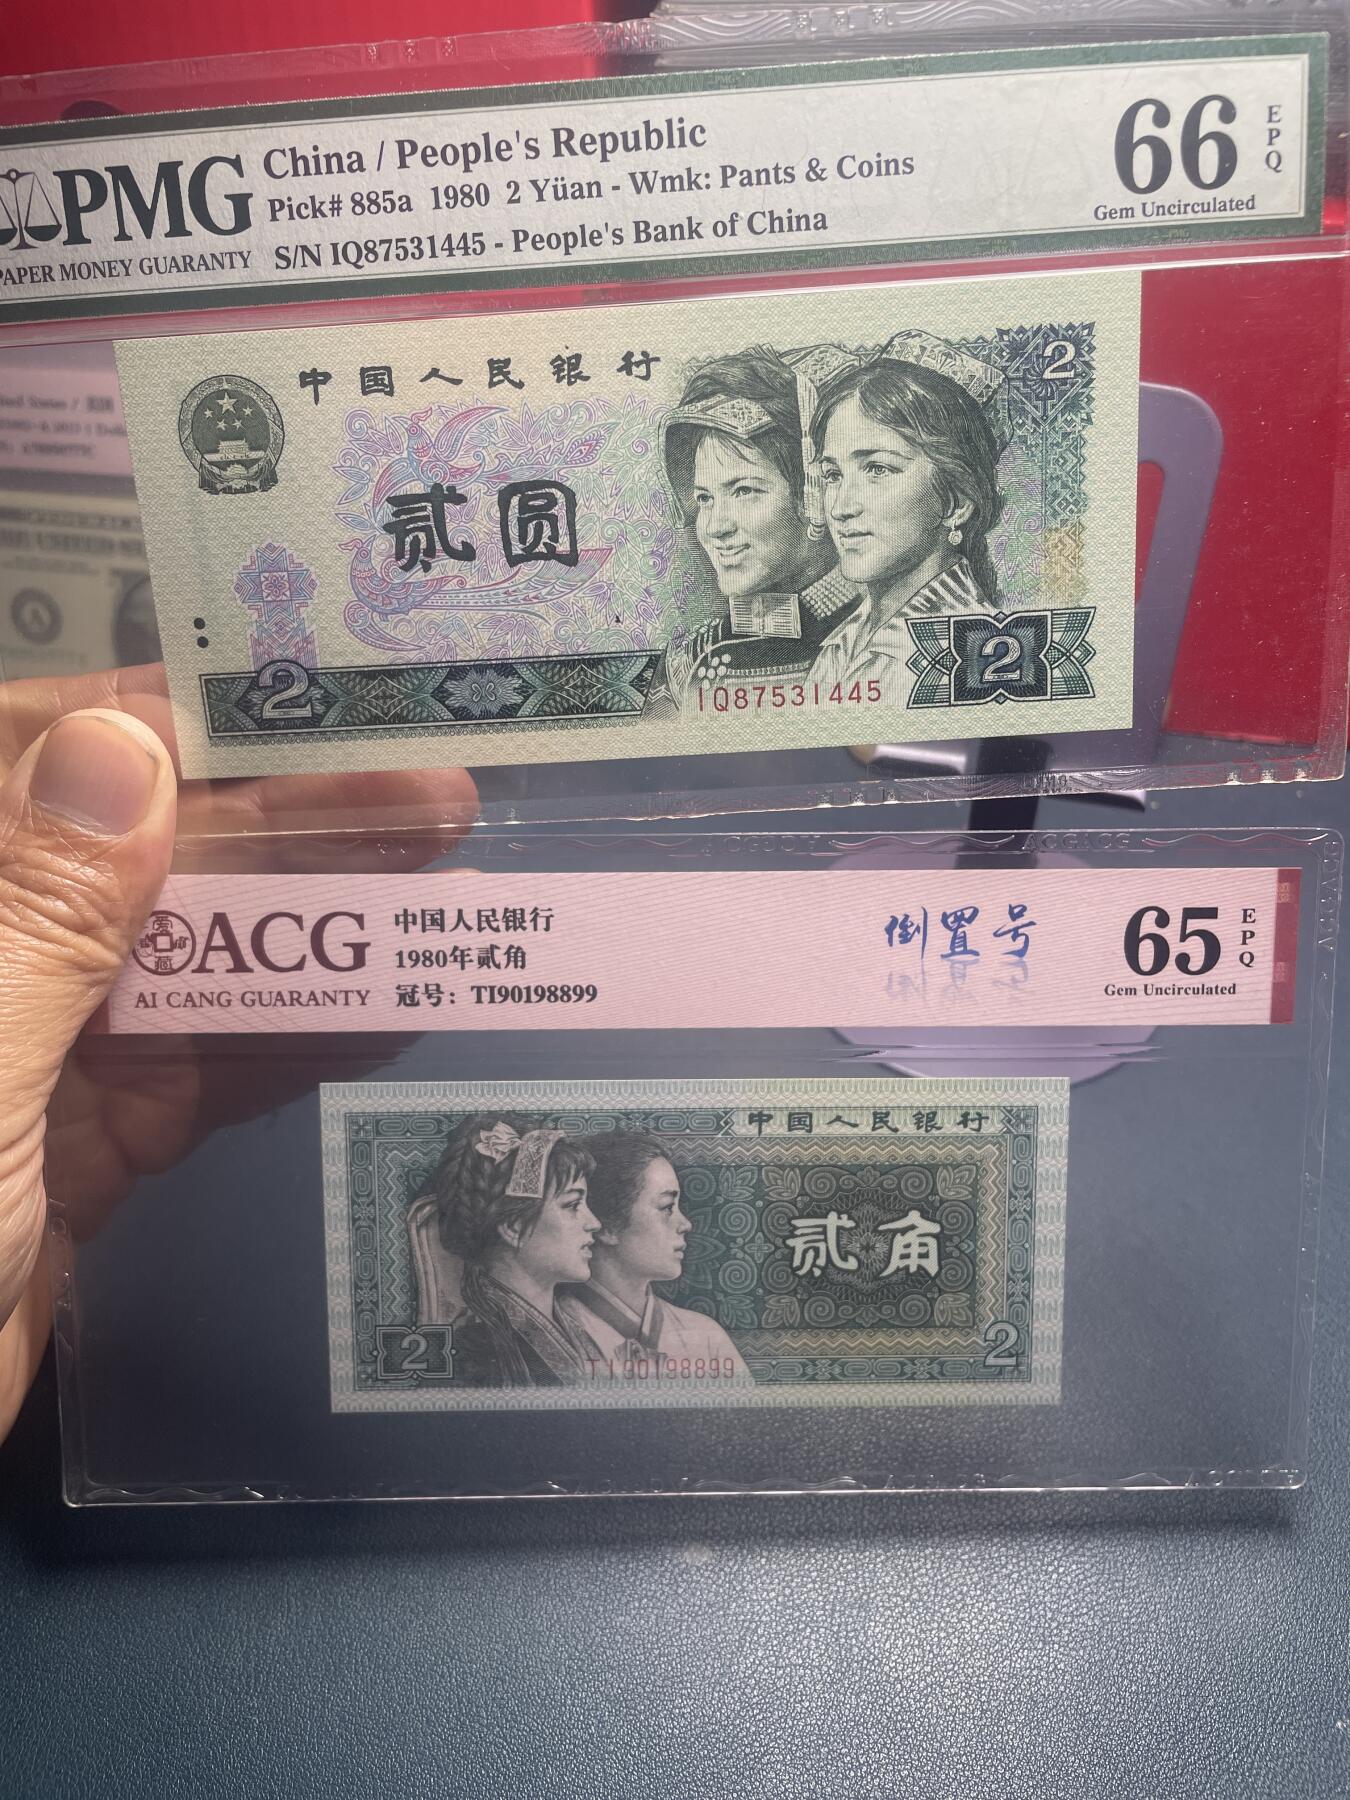 PMG
PAPER MONEY GUARANTY
China / People's Republic
Pick# 885a 1980 2 Yüan - Wmk: Pants & Coins
S/N IQ87531445 - People's Bank of China
66
EPQ
Gem Uncirculated
中国人民银行
2
贰圆
2
2
IQ87531445
ACG
AI CANG GUARANTY
中国人民银行
1980年贰角
冠号：TI90198899
倒置号
65
EPQ
Gem Uncirculated
中国人民银行
贰角
2
2
TI90198899